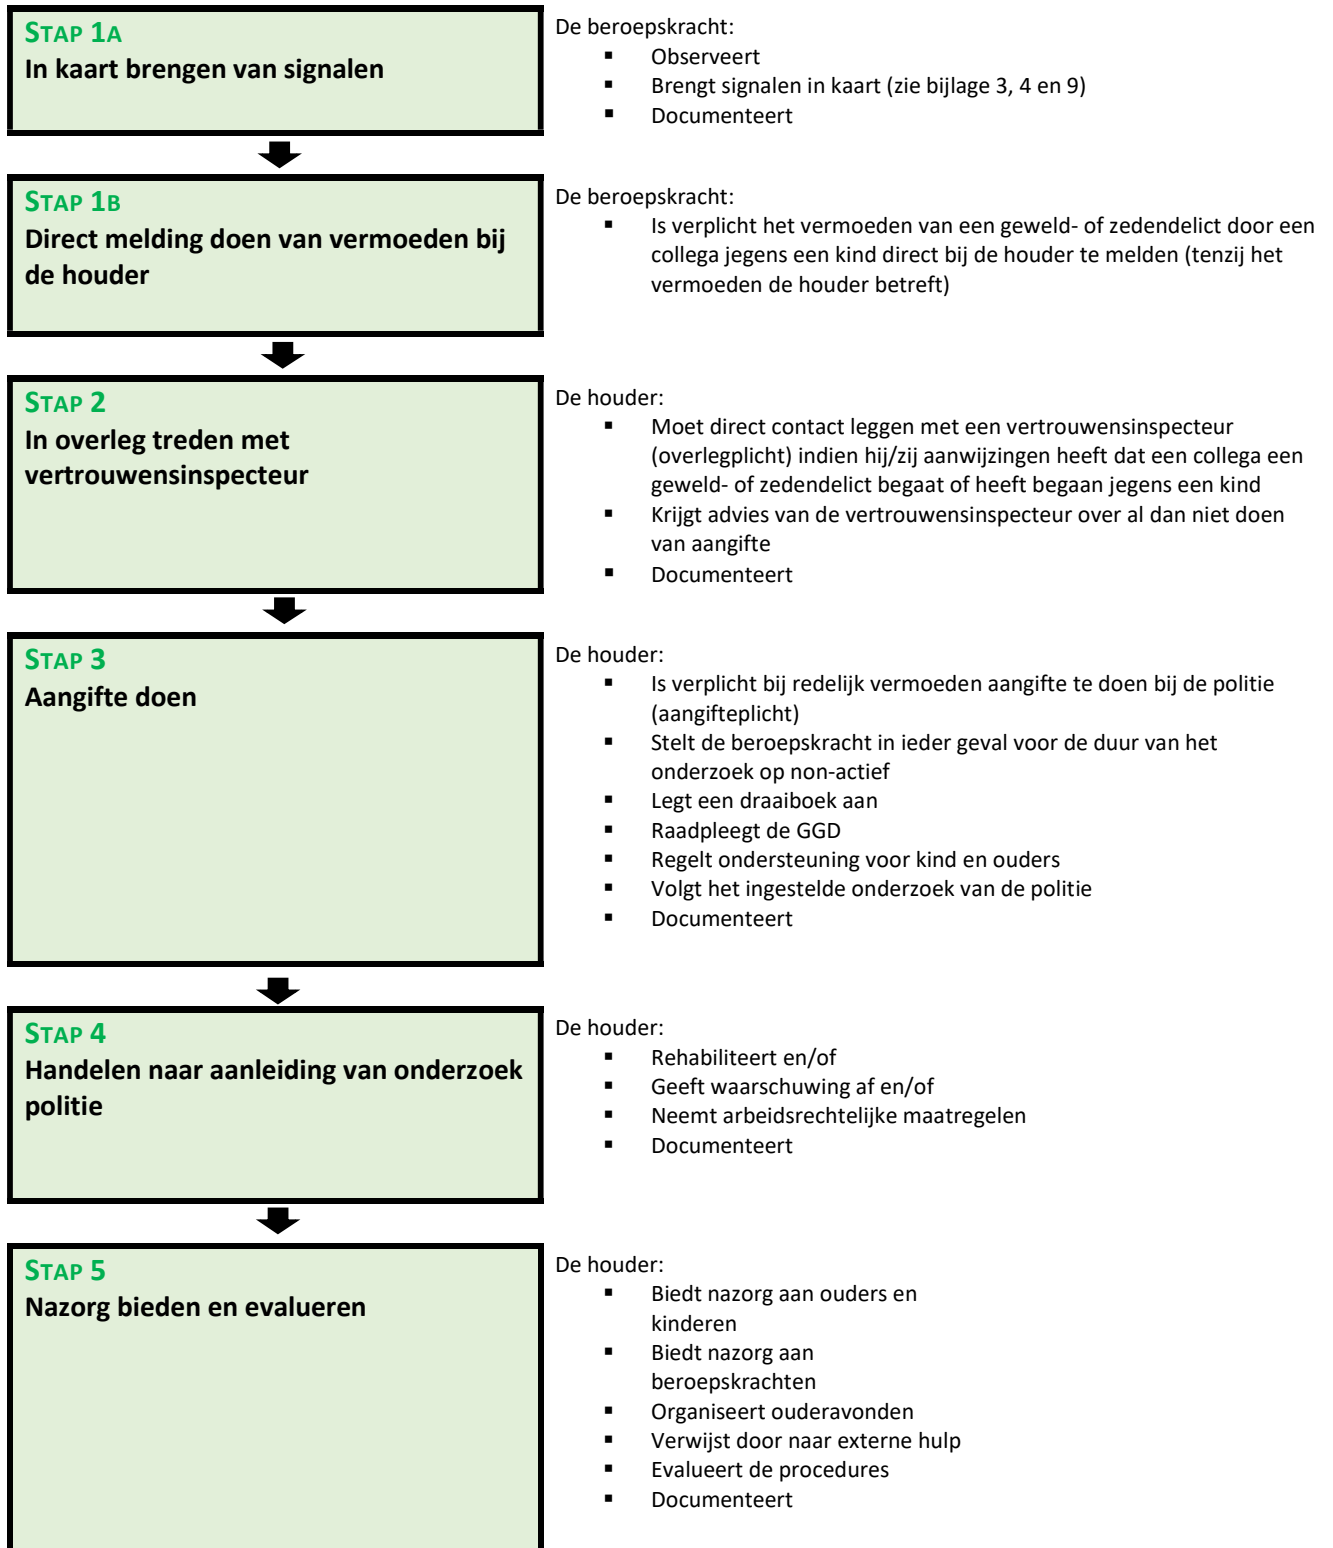 STAP 1A
In kaart brengen van signalen
De beroepskracht:
▪ Observeert
▪ Brengt signalen in kaart (zie bijlage 3, 4 en 9)
▪ Documenteert
STAP 1B
Direct melding doen van vermoeden bij
de houder
De beroepskracht:
▪ Is verplicht het vermoeden van een geweld- of zedendelict door een
collega jegens een kind direct bij de houder te melden (tenzij het
vermoeden de houder betreft)
STAP 2
In overleg treden met
vertrouwensinspecteur
De houder:
▪ Moet direct contact leggen met een vertrouwensinspecteur
(overlegplicht) indien hij/zij aanwijzingen heeft dat een collega een
geweld- of zedendelict begaat of heeft begaan jegens een kind
▪ Krijgt advies van de vertrouwensinspecteur over al dan niet doen
van aangifte
▪ Documenteert
STAP 3
Aangifte doen
De houder:
▪ Is verplicht bij redelijk vermoeden aangifte te doen bij de politie
(aangifteplicht)
▪ Stelt de beroepskracht in ieder geval voor de duur van het
onderzoek op non-actief
▪ Legt een draaiboek aan
▪ Raadpleegt de GGD
▪ Regelt ondersteuning voor kind en ouders
▪ Volgt het ingestelde onderzoek van de politie
▪ Documenteert
STAP 4
Handelen naar aanleiding van onderzoek
politie
De houder:
▪ Rehabiliteert en/of
▪ Geeft waarschuwing af en/of
▪ Neemt arbeidsrechtelijke maatregelen
▪ Documenteert
STAP 5
Nazorg bieden en evalueren
De houder:
▪ Biedt nazorg aan ouders en
kinderen
▪ Biedt nazorg aan
beroepskrachten
▪ Organiseert ouderavonden
▪ Verwijst door naar externe hulp
▪ Evalueert de procedures
▪ Documenteert